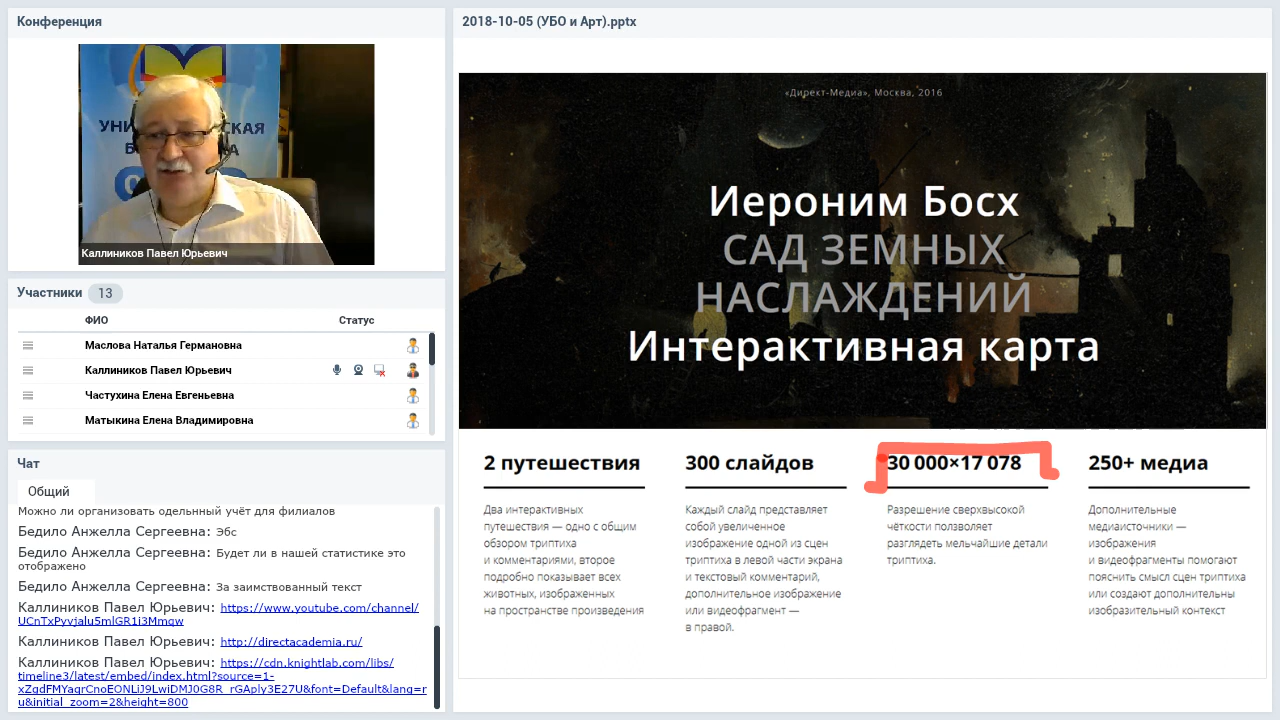 Конференция
УНИ
СКАЯ
КА
Каллиников Павел Юрьевич
Участники 13
ФИО Статус
Маслова Наталья Германовна
Каллиников Павел Юрьевич
Частухина Елена Евгеньевна
Матыкина Елена Владимировна
Чат
Общий
Можно ли организовать одельный учёт для филиалов
Бедило Анжелла Сергеевна: Эбс
Бедило Анжелла Сергеевна: Будет ли в нашей статистике это
отображено
Бедило Анжелла Сергеевна: За заимствованный текст
Каллиников Павел Юрьевич: https://www.youtube.com/channel/
UCnTxPyvjalu5mlGR1i3Mmqw
Каллиников Павел Юрьевич: http://directacademia.ru/
Каллиников Павел Юрьевич: https://cdn.knightlab.com/libs/
timeline3/latest/embed/index.html?source=1-
xZqdFMYaqrCnoEONLiJ9LwiDMJ0G8R_rGAply3E27U&font=Default&lang=r
u&initial_zoom=2&height=800
2018-10-05 (УБО и Арт).pptx
«Директ-Медиа», Москва, 2016
Иероним Босх
САД ЗЕМНЫХ
НАСЛАЖДЕНИЙ
Интерактивная карта
2 путешествия
Два интерактивных
путешествия — одно с общим
обзором триптиха
и комментариями, второе
подробно показывает всех
животных, изображенных
на пространстве произведения
300 слайдов
Каждый слайд представляет
собой увеличенное
изображение одной из сцен
триптиха в левой части экрана
и текстовый комментарий,
дополнительное изображение
или видеофрагмент —
в правой.
30 000×17 078
Разрешение сверхвысокой
чёткости ползволяет
разглядеть мельчайшие детали
триптиха.
250+ медиа
Дополнительные
медиаисточники —
изображения
и видеофрагменты помогают
пояснить смысл сцен триптиха
или создают дополнительны
изобразительный контекст